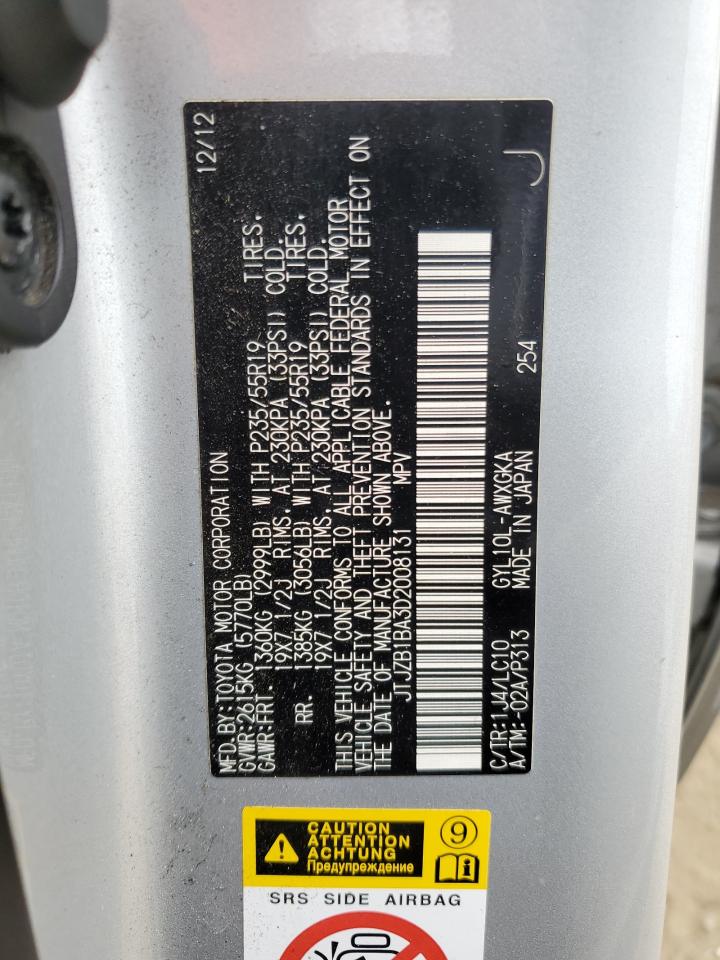 MFD.BY:TOYOTA MOTOR CORPORATION 12/12
GVWR:2615KG (5770LB)
GAWR:FRT. 1360KG (2999LB) WITH P235/55R19 TIRES.
19X7 1/2J RIMS. AT 230KPA (33PSI) COLD.
RR. 1385KG (3056LB) WITH P235/55R19 TIRES.
19X7 1/2J RIMS. AT 230KPA (33PSI) COLD.
THIS VEHICLE CONFORMS TO ALL APPLICABLE FEDERAL MOTOR
VEHICLE SAFETY AND THEFT PREVENTION STANDARDS IN EFFECT ON
THE DATE OF MANUFACTURE SHOWN ABOVE.
JTJZB1BA3D2008131 MPV
C/TR:1J4/LC10 GYL10L-AWXGKA
A/TM:-02A/P313 MADE IN JAPAN 254 J
CAUTION
ATTENTION
ACHTUNG
Предупреждение
9
SRS SIDE AIRBAG